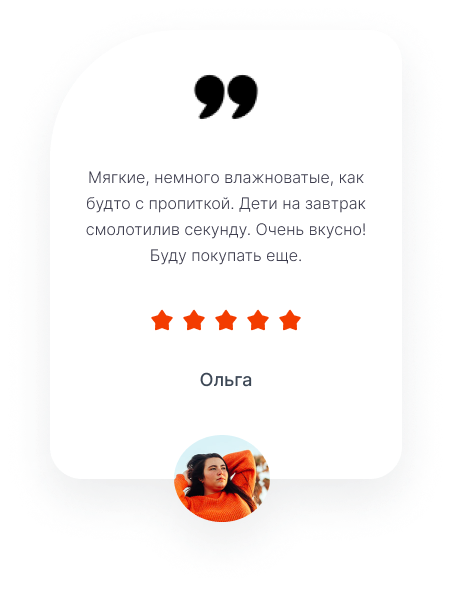 Мягкие, немного влажноватые, как
будто с пропиткой. Дети на завтрак
смолотилив секунду. Очень вкусно!
Буду покупать еще.
Ольга